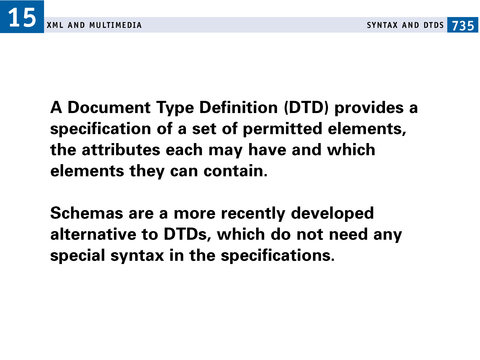 15
XML AND MULTIMEDIA
SYNTAX AND DTDS 735
A Document Type Definition (DTD) provides a
specification of a set of permitted elements,
the attributes each may have and which
elements they can contain.
Schemas are a more recently developed
alternative to DTDs, which do not need any
special syntax in the specifications.